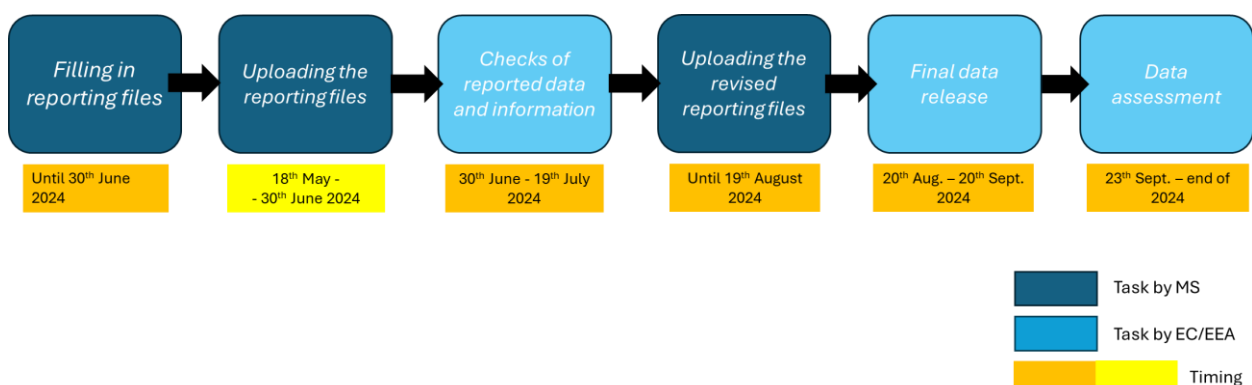 Filling in
reporting files
Uploading the
reporting files
Checks of
reported data
and information
Uploading the
revised
reporting files
Final data
release
Data
assessment
Until 30th June
2024
18th May -
- 30th June 2024
30th June - 19th July
2024
Until 19th August
2024
20th Aug. – 20th Sept.
2024
23th Sept. – end of
2024
Task by MS
Task by EC/EEA
Timing